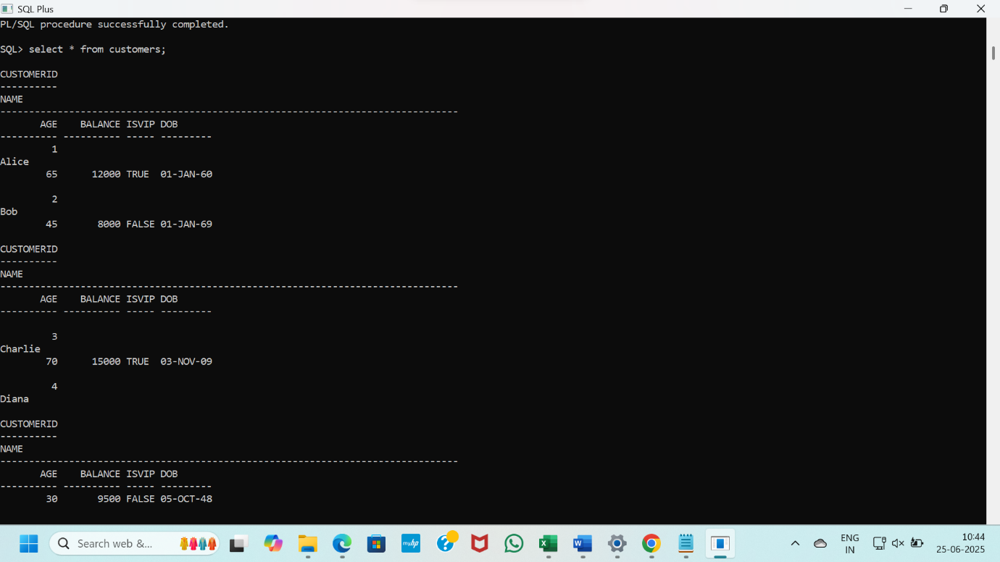 SQL Plus
PL/SQL procedure successfully completed.
SQL> select * from customers;
CUSTOMERID
----------
NAME
--------------------------------------------------------------------------------
       AGE    BALANCE ISVIP DOB
---------- ---------- ----- ---------
         1
Alice
        65      12000 TRUE  01-JAN-60
         2
Bob
        45       8000 FALSE 01-JAN-69
CUSTOMERID
----------
NAME
--------------------------------------------------------------------------------
       AGE    BALANCE ISVIP DOB
---------- ---------- ----- ---------
         3
Charlie
        70      15000 TRUE  03-NOV-09
         4
Diana
CUSTOMERID
----------
NAME
--------------------------------------------------------------------------------
       AGE    BALANCE ISVIP DOB
---------- ---------- ----- ---------
        30       9500 FALSE 05-OCT-48
Search web &...
myhp
ENG
IN
10:44
25-06-2025